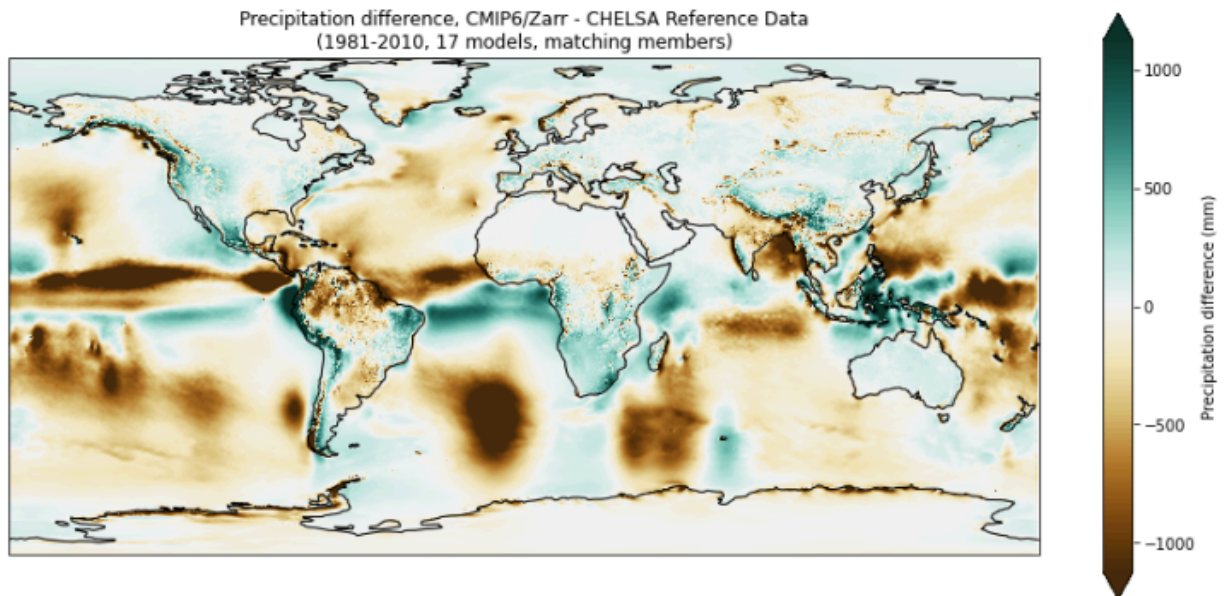 Precipitation difference, CMIP6/Zarr - CHELSA Reference Data
(1981-2010, 17 models, matching members)
1000
500
0
−500
−1000
Precipitation difference (mm)